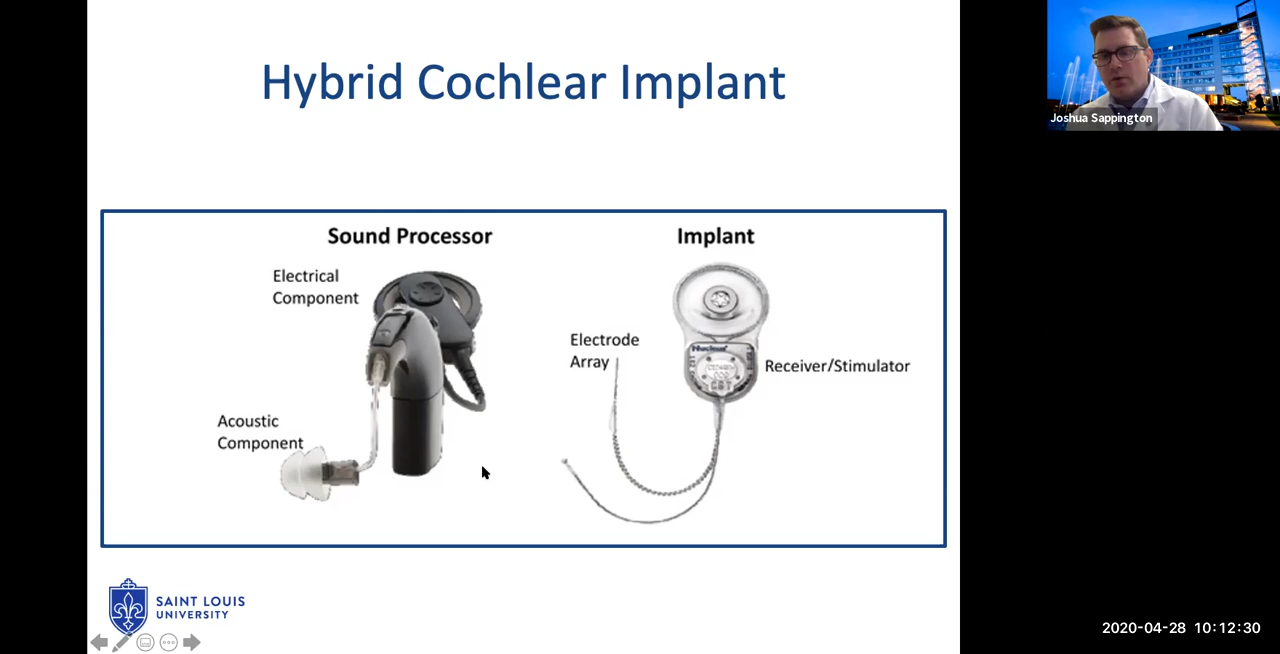 Hybrid Cochlear Implant
Joshua Sappington
Sound Processor
Implant
Electrical
Component
Electrode
Array
Receiver/Stimulator
Acoustic
Component
Nucleus
SAINT LOUIS
UNIVERSITY
2020-04-28 10:12:30